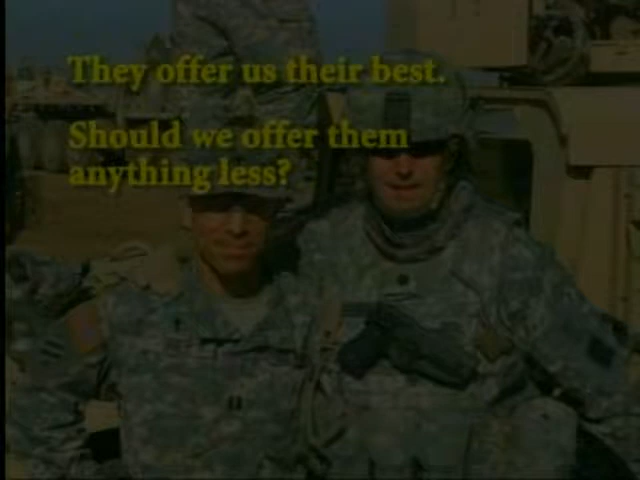 They offer us their best.
Should we offer them
anything less?